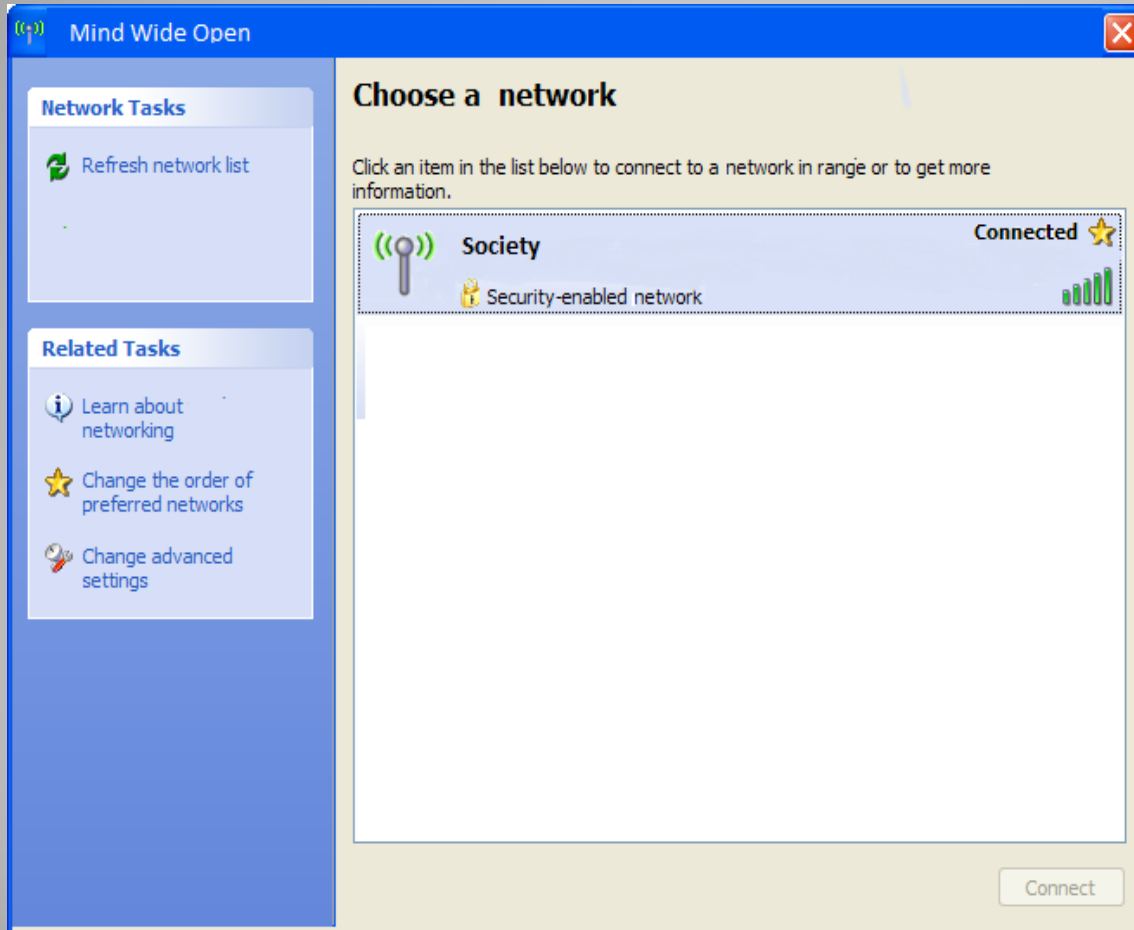 Mind Wide Open
Network Tasks
Refresh network list
Related Tasks
Learn about
networking
Change the order of
preferred networks
Change advanced
settings
Choose a network
Click an item in the list below to connect to a network in range or to get more
information.
Society
Connected
Security-enabled network
Connect